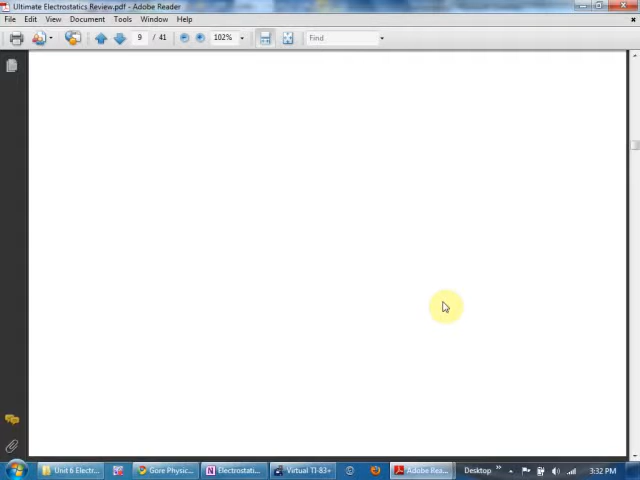 Ultimate Electrostatics Review.pdf - Adobe Reader
File Edit View Document Tools Window Help
9 / 41 102% Find
Unit 6 Electr... Gore Physic... Electrostati... Virtual TI-83+ Adobe Rea... Desktop » 3:32 PM